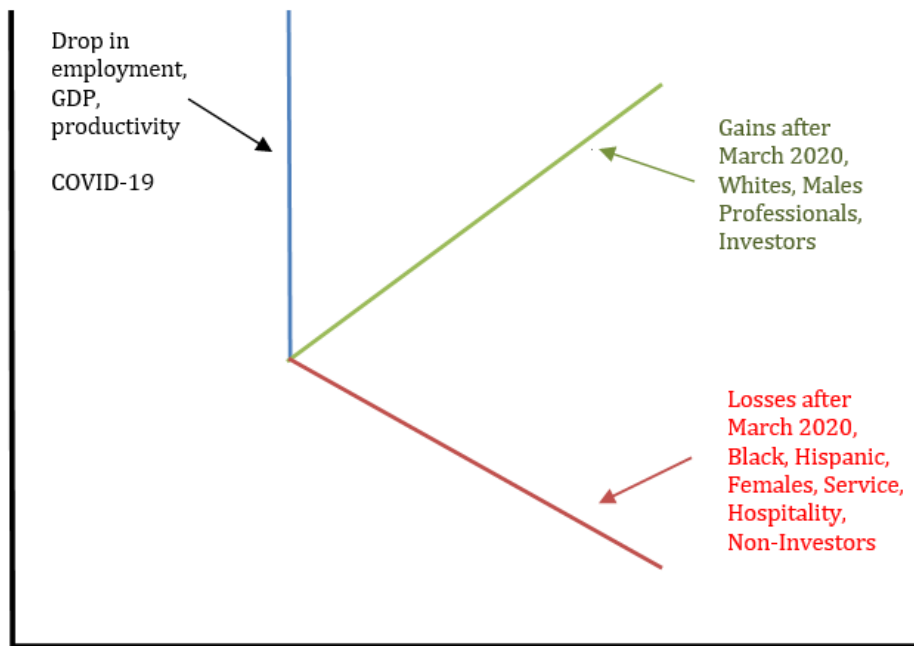 Drop in
employment,
GDP,
productivity
COVID-19
Gains after
March 2020,
Whites, Males
Professionals,
Investors
Losses after
March 2020,
Black, Hispanic,
Females, Service,
Hospitality,
Non-Investors